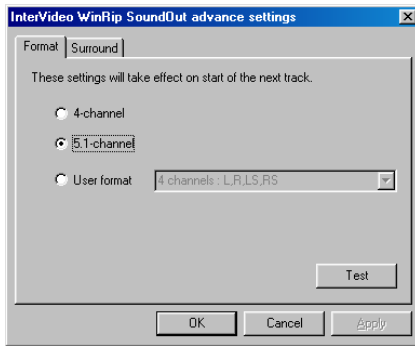 InterVideo WinRip SoundOut advance settings
Format Surround
These settings will take effect on start of the next track.
4-channel
5.1-channel
User format 4 channels : L,R,LS,RS
Test
OK Cancel Apply